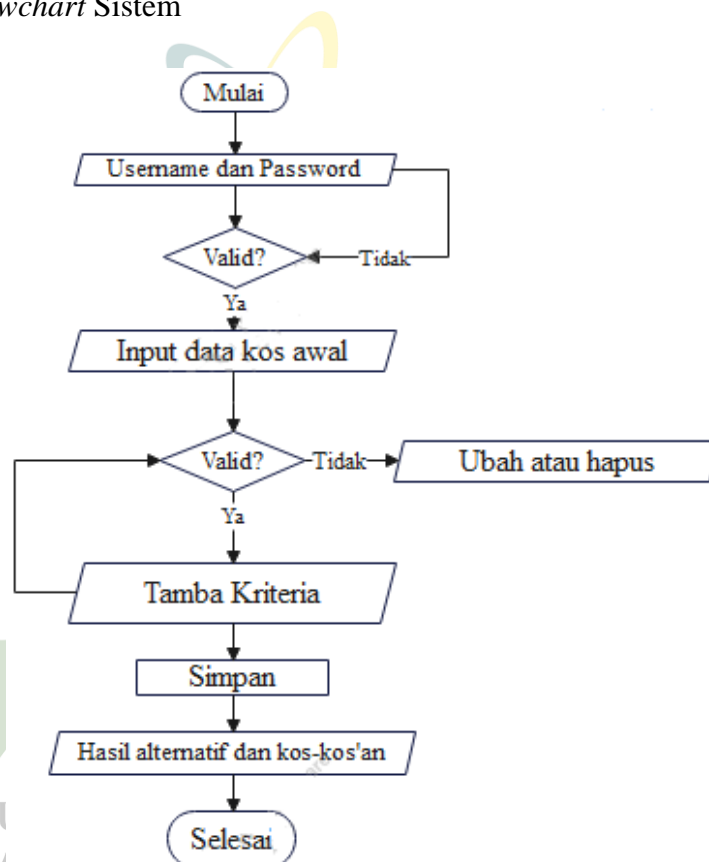 wchart Sistem
Mulai
Username dan Password
Valid?
Tidak
Ya
Input data kos awal
Valid?
Tidak
Ubah atau hapus
Ya
Tamba Kriteria
Simpan
Hasil alternatif dan kos-kos'an
Selesai